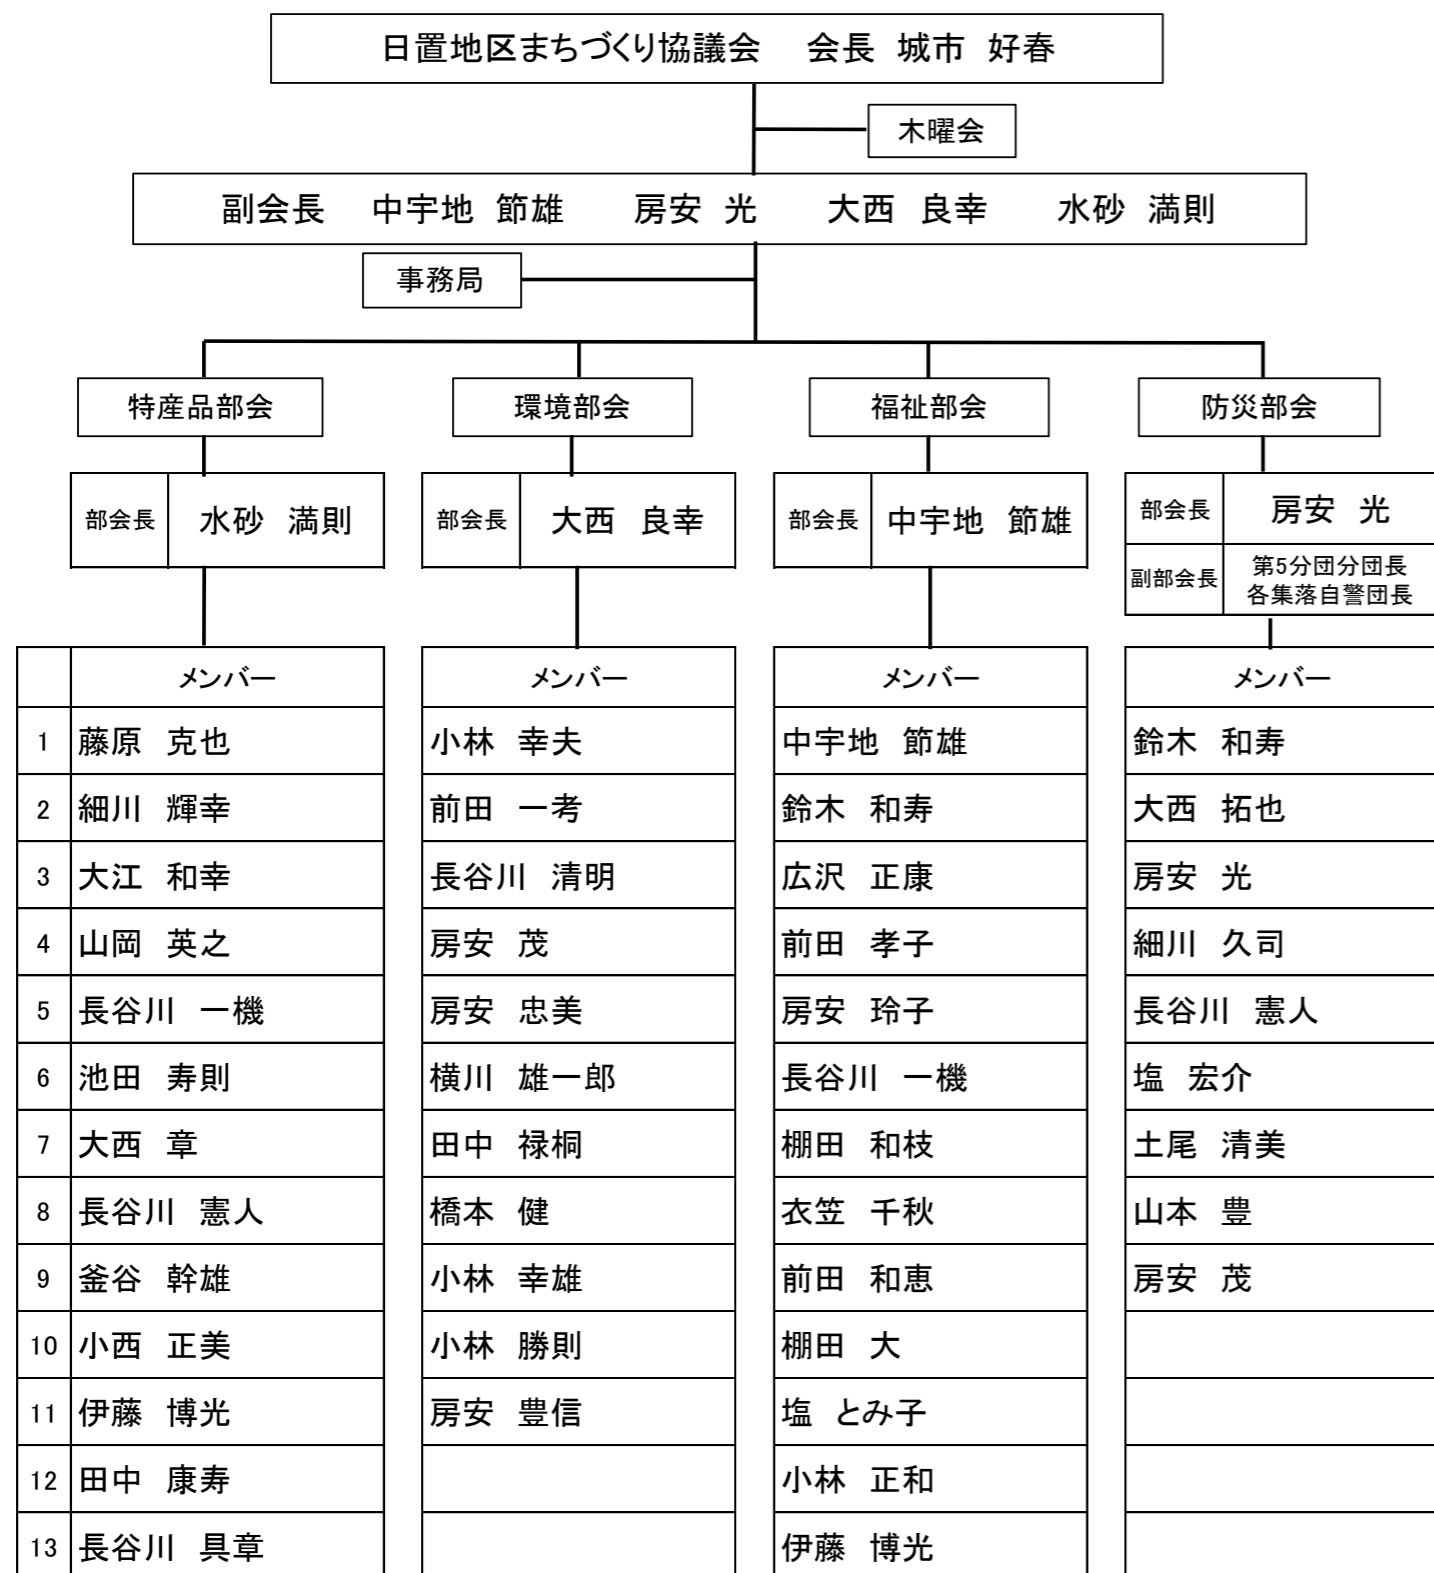 日置地区まちづくり協議会 会長 城市 好春
木曜会
副会長 中宇地 節雄 房安 光 大西 良幸 水砂 満則
事務局
特産品部会 環境部会 福祉部会 防災部会
部会長 水砂 満則 部会長 大西 良幸 部会長 中宇地 節雄 部会長 房安 光
副部会長 第5分団分団長
各集落自警団長
メンバー メンバー メンバー メンバー
1 藤原 克也 小林 幸夫 中宇地 節雄 鈴木 和寿
2 細川 輝幸 前田 一考 鈴木 和寿 大西 拓也
3 大江 和幸 長谷川 清明 広沢 正康 房安 光
4 山岡 英之 房安 茂 前田 孝子 細川 久司
5 長谷川 一機 房安 忠美 房安 玲子 長谷川 憲人
6 池田 寿則 横川 雄一郎 長谷川 一機 塩 宏介
7 大西 章 田中 禄桐 棚田 和枝 土尾 清美
8 長谷川 憲人 橋本 健 衣笠 千秋 山本 豊
9 釜谷 幹雄 小林 幸雄 前田 和恵 房安 茂
10 小西 正美 小林 勝則 棚田 大
11 伊藤 博光 房安 豊信 塩 とみ子
12 田中 康寿 小林 正和
13 長谷川 具章 伊藤 博光